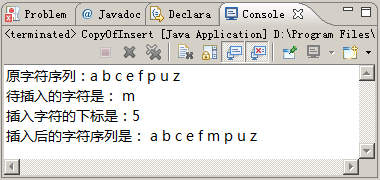 Problem @ Javadoc Declara Console
<terminated> CopyOfInsert [Java Application] D:\Program Files\
原字符序列：a b c e f p u z
待插入的字符是： m
插入字符的下标是：5
插入后的字符序列是： a b c e f m p u z